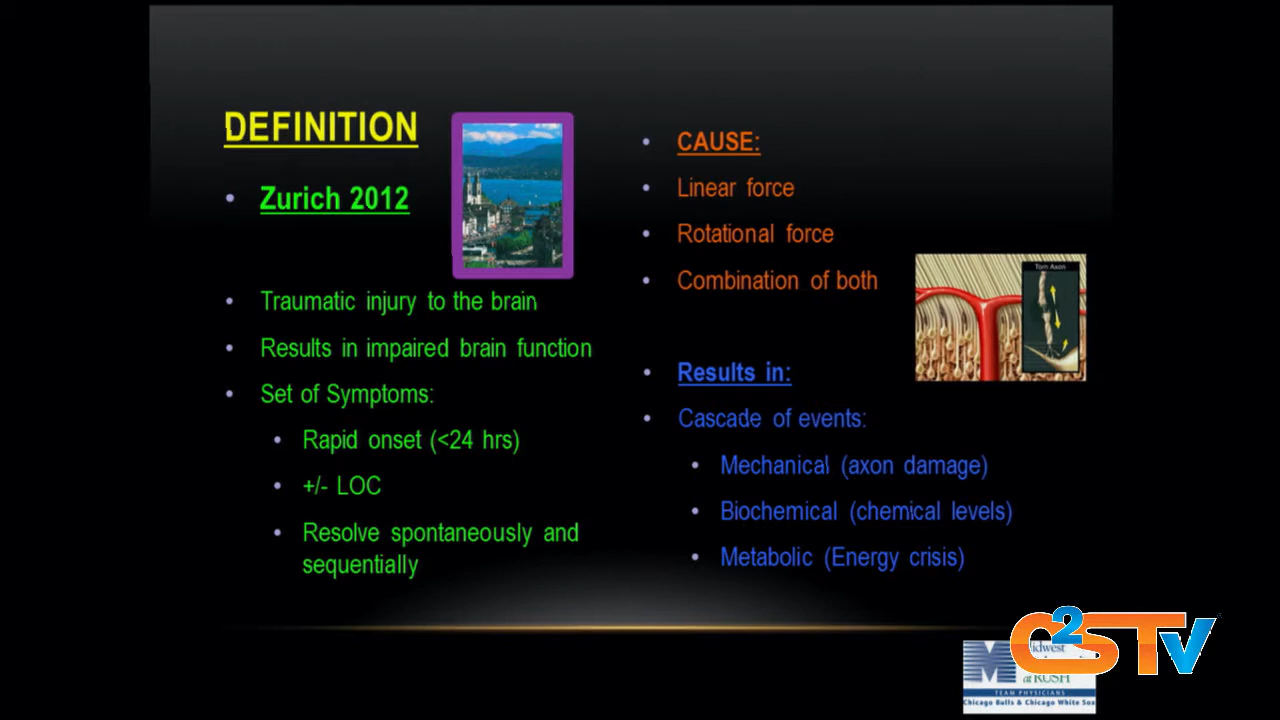 DEFINITION
Zurich 2012
Traumatic injury to the brain
Results in impaired brain function
Set of Symptoms:
Rapid onset (<24 hrs)
+/- LOC
Resolve spontaneously and
sequentially
CAUSE:
Linear force
Rotational force
Combination of both
Torn Axon
Results in:
Cascade of events:
Mechanical (axon damage)
Biochemical (chemical levels)
Metabolic (Energy crisis)
C2STV
M
at RUSH
TEAM PHYSICIANS
Chicago Bulls & Chicago White Sox